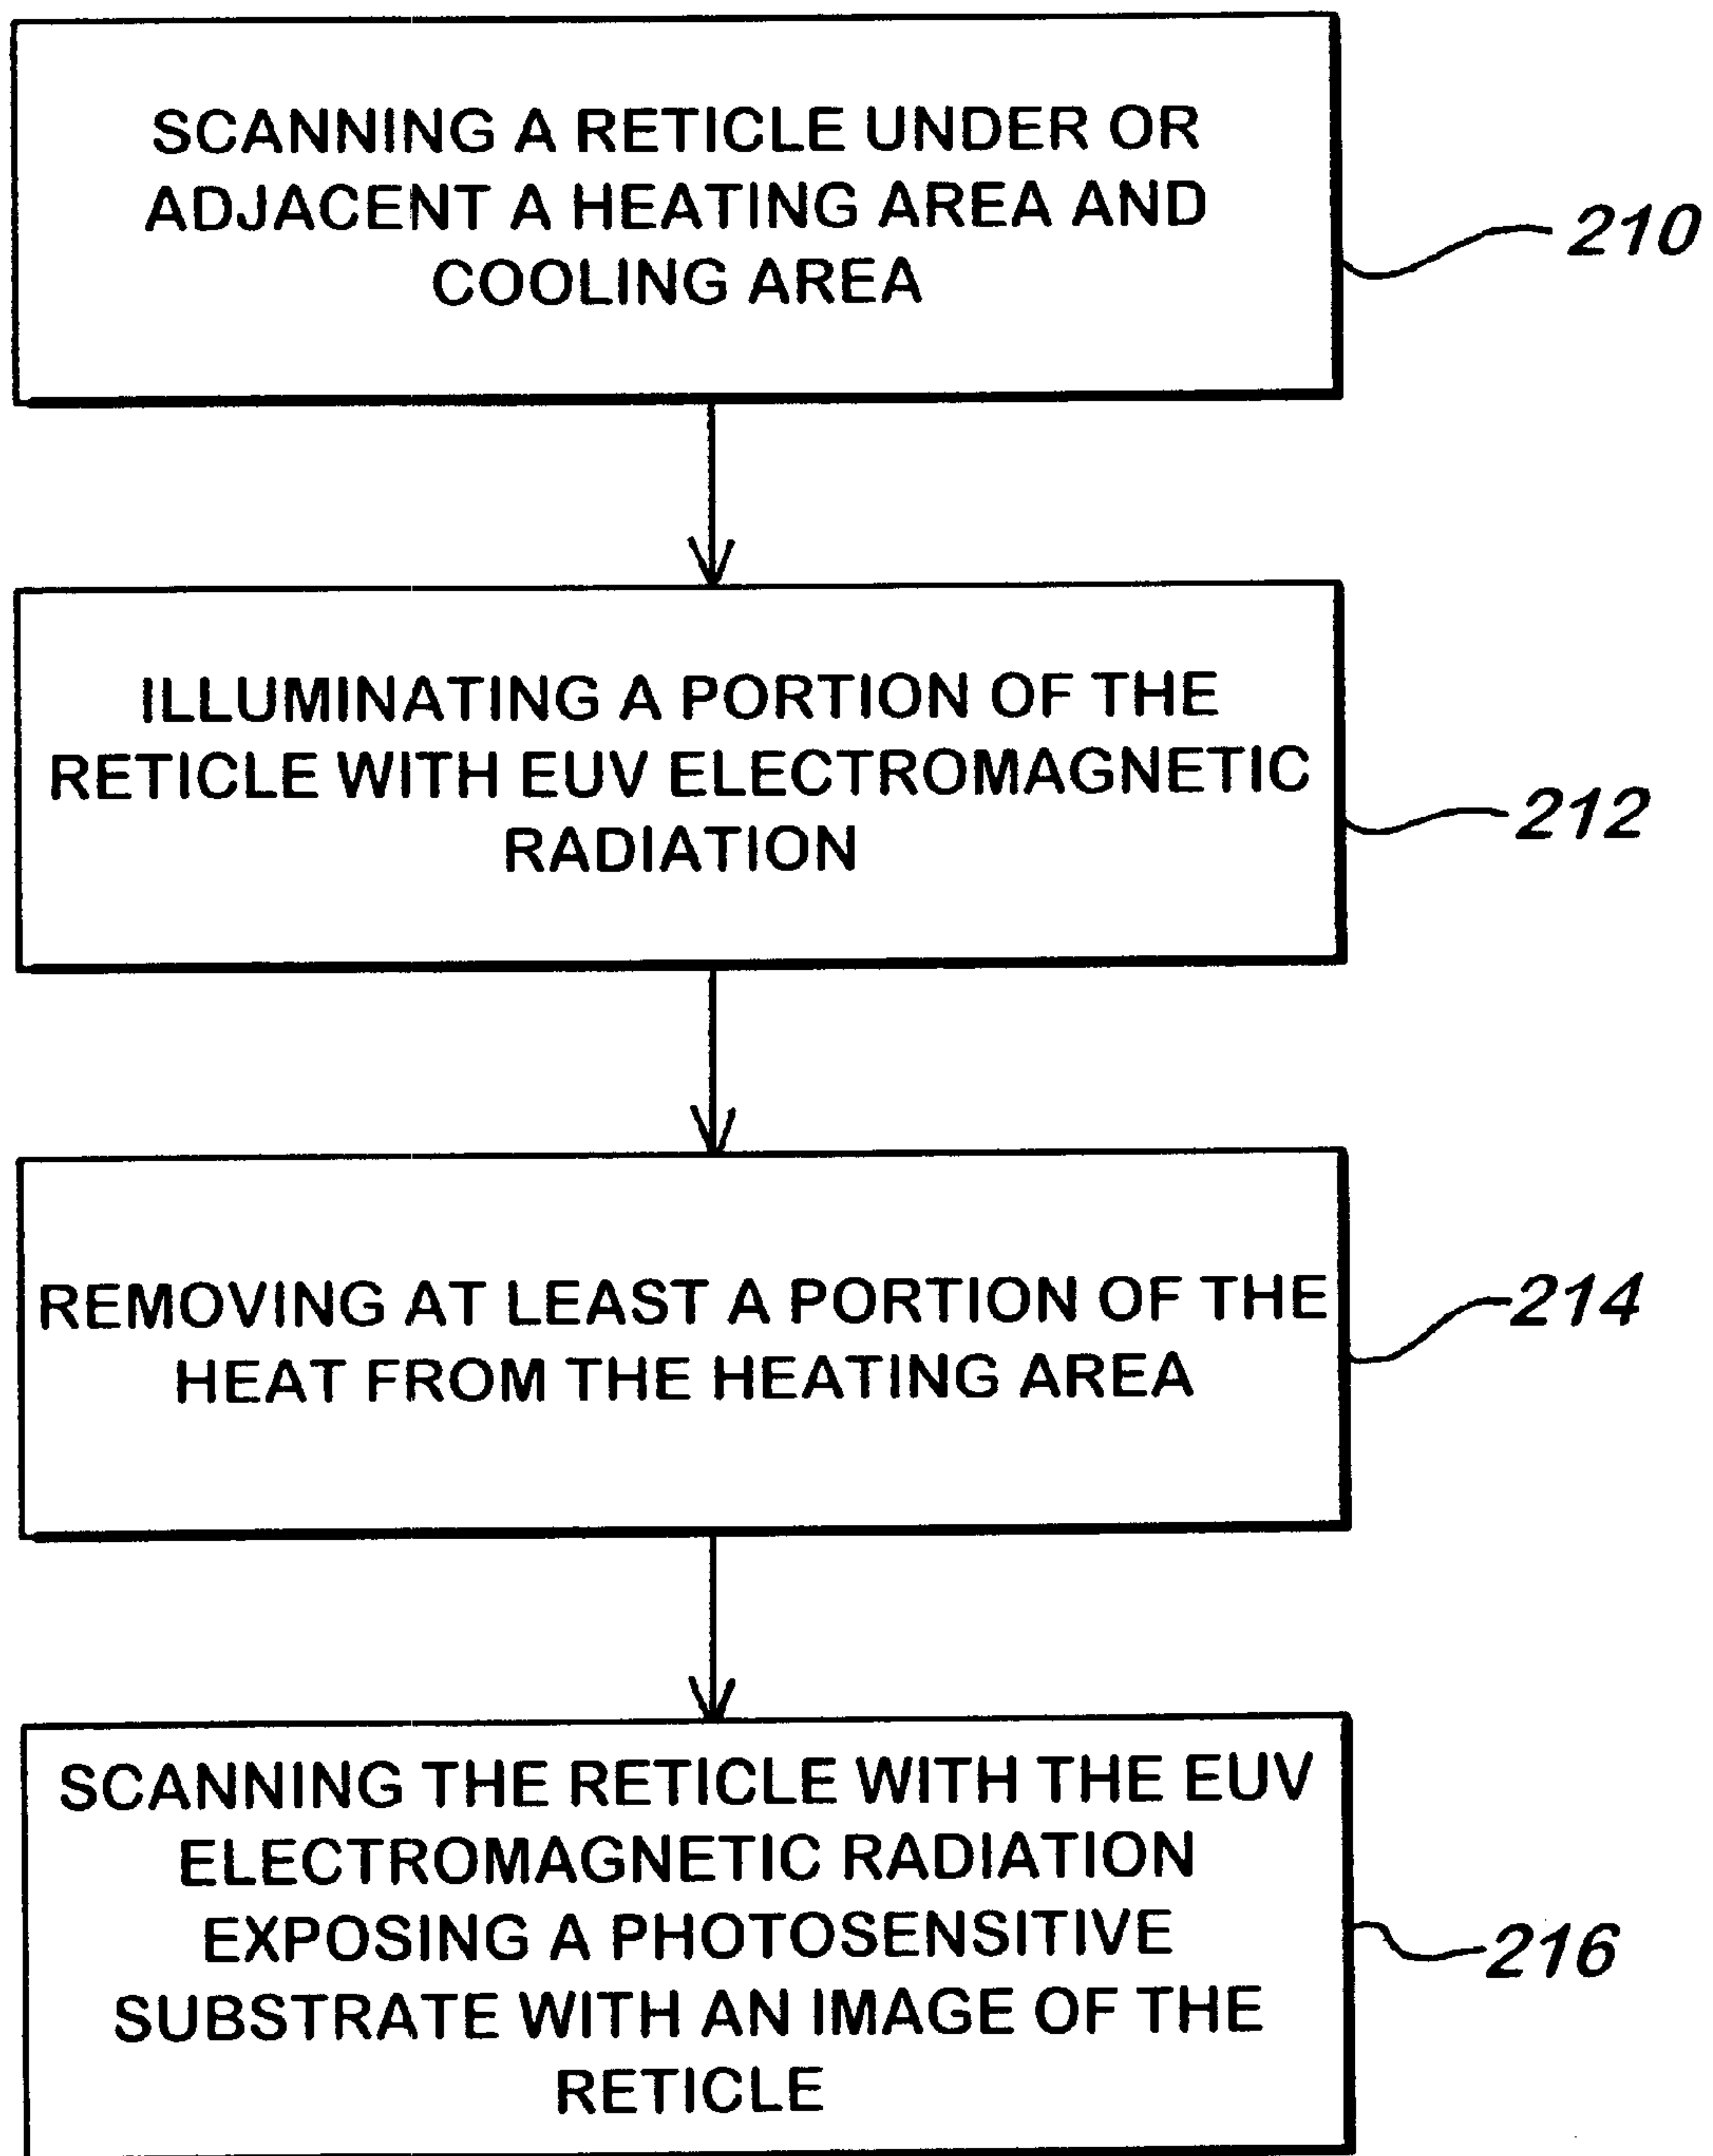 SCANNING A RETICLE UNDER OR
ADJACENT A HEATING AREA AND
COOLING AREA
210
ILLUMINATING A PORTION OF THE
RETICLE WITH EUV ELECTROMAGNETIC
RADIATION
212
REMOVING AT LEAST A PORTION OF THE
HEAT FROM THE HEATING AREA
214
SCANNING THE RETICLE WITH THE EUV
ELECTROMAGNETIC RADIATION
EXPOSING A PHOTOSENSITIVE
SUBSTRATE WITH AN IMAGE OF THE
RETICLE
216